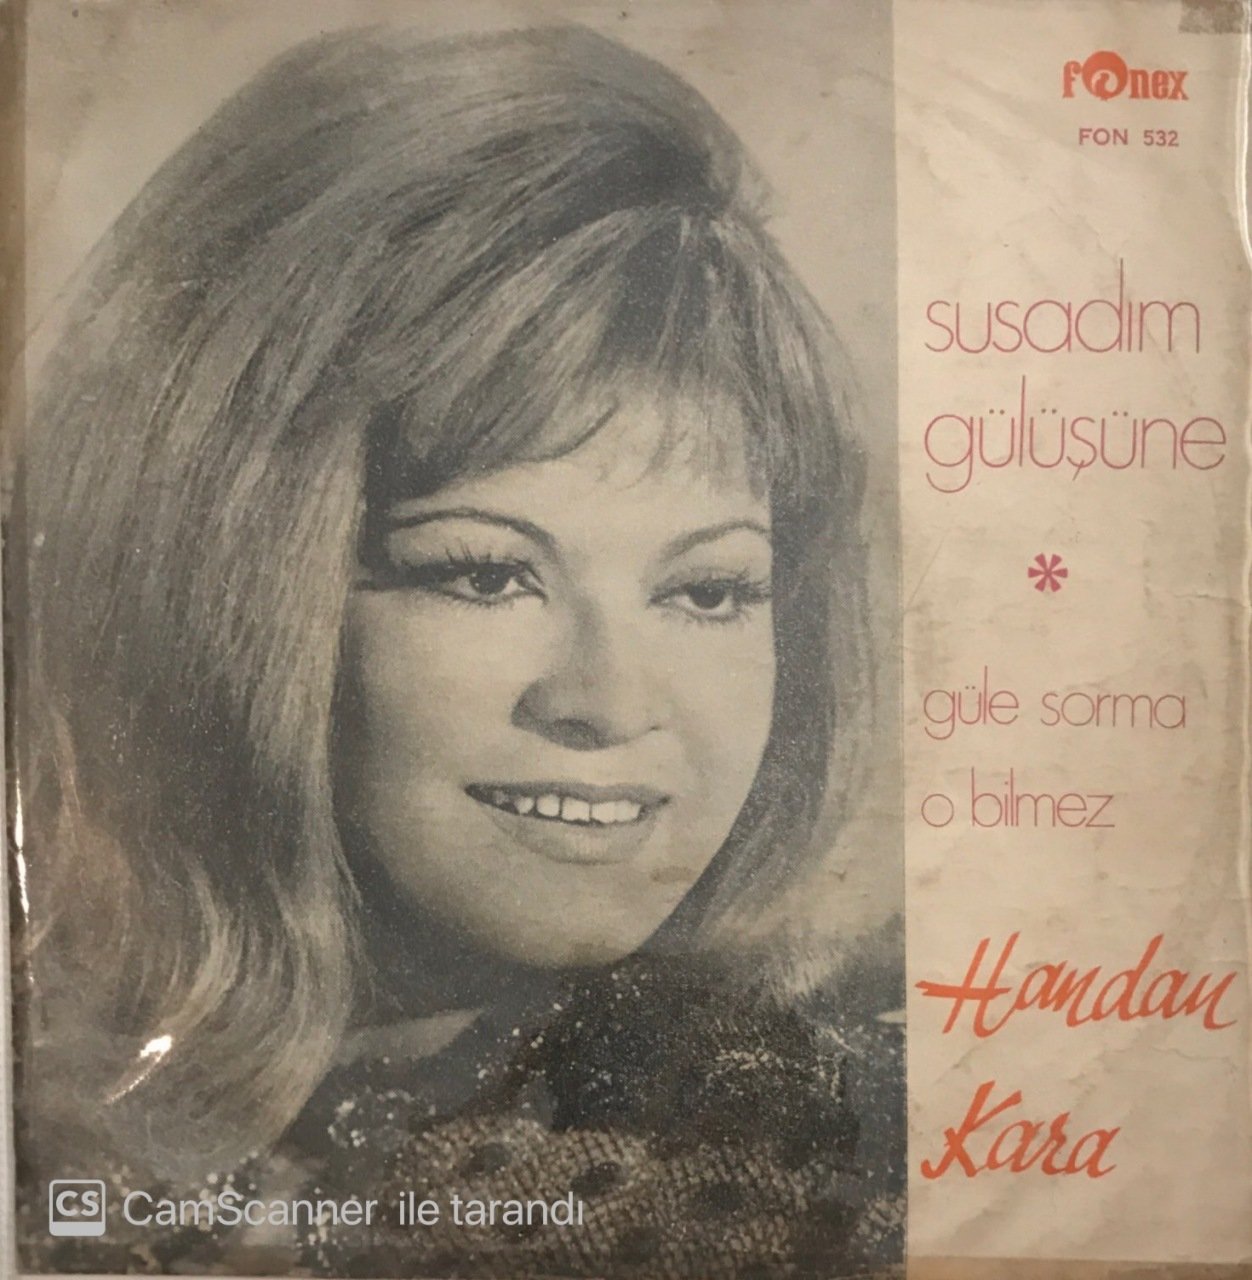 fonex
FON 532
susadım
gülüşüne
*
güle sorma
o bilmez
Handan
Kara
CS CamScanner ile tarandı